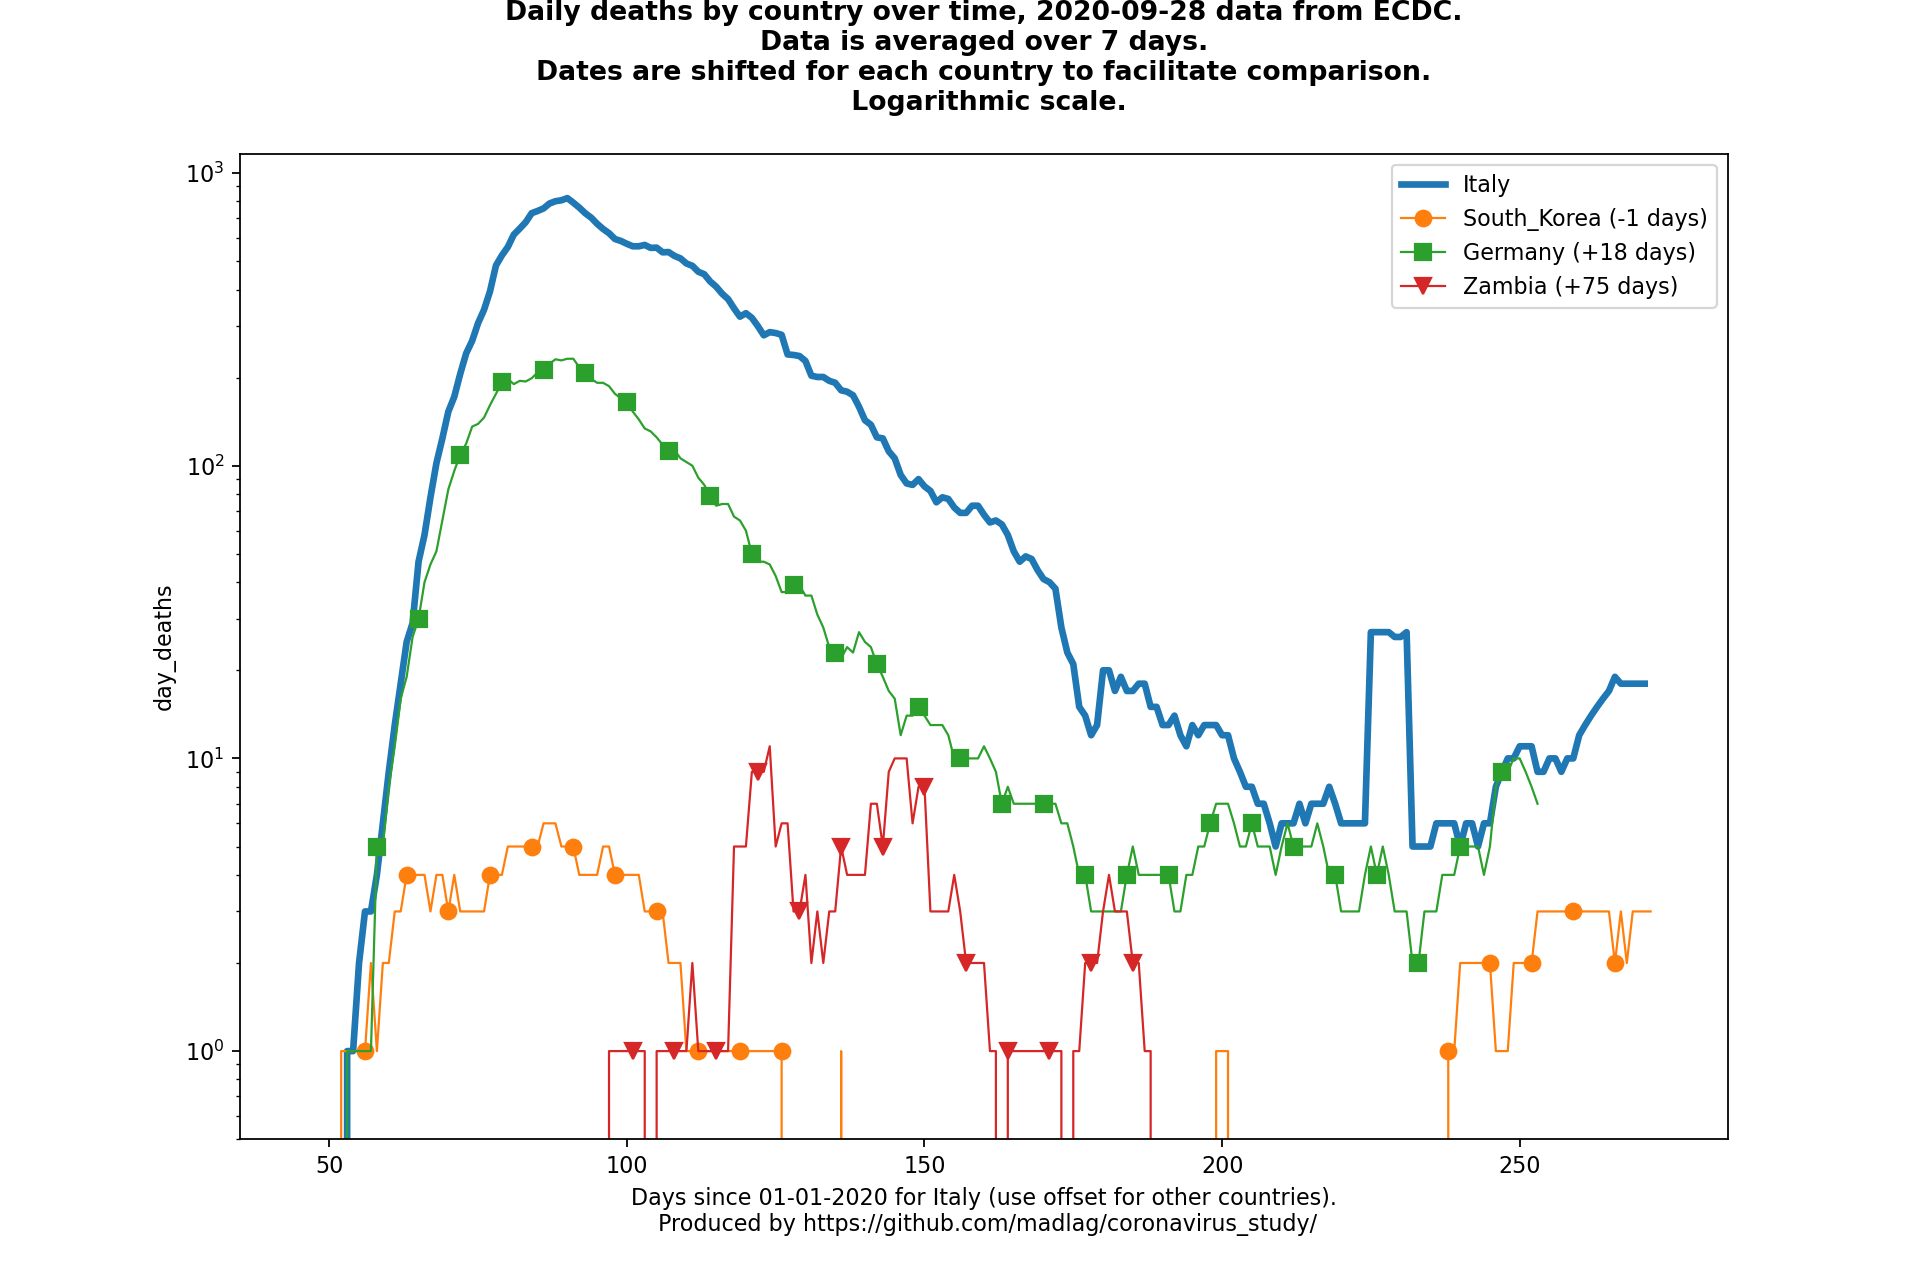 Daily deaths by country over time, 2020-09-28 data from ECDC.
Data is averaged over 7 days.
Dates are shifted for each country to facilitate comparison.
Logarithmic scale.
10³
10²
10¹
10⁰
day_deaths
Italy
South_Korea (-1 days)
Germany (+18 days)
Zambia (+75 days)
50
100
150
200
250
Days since 01-01-2020 for Italy (use offset for other countries).
Produced by https://github.com/madlag/coronavirus_study/